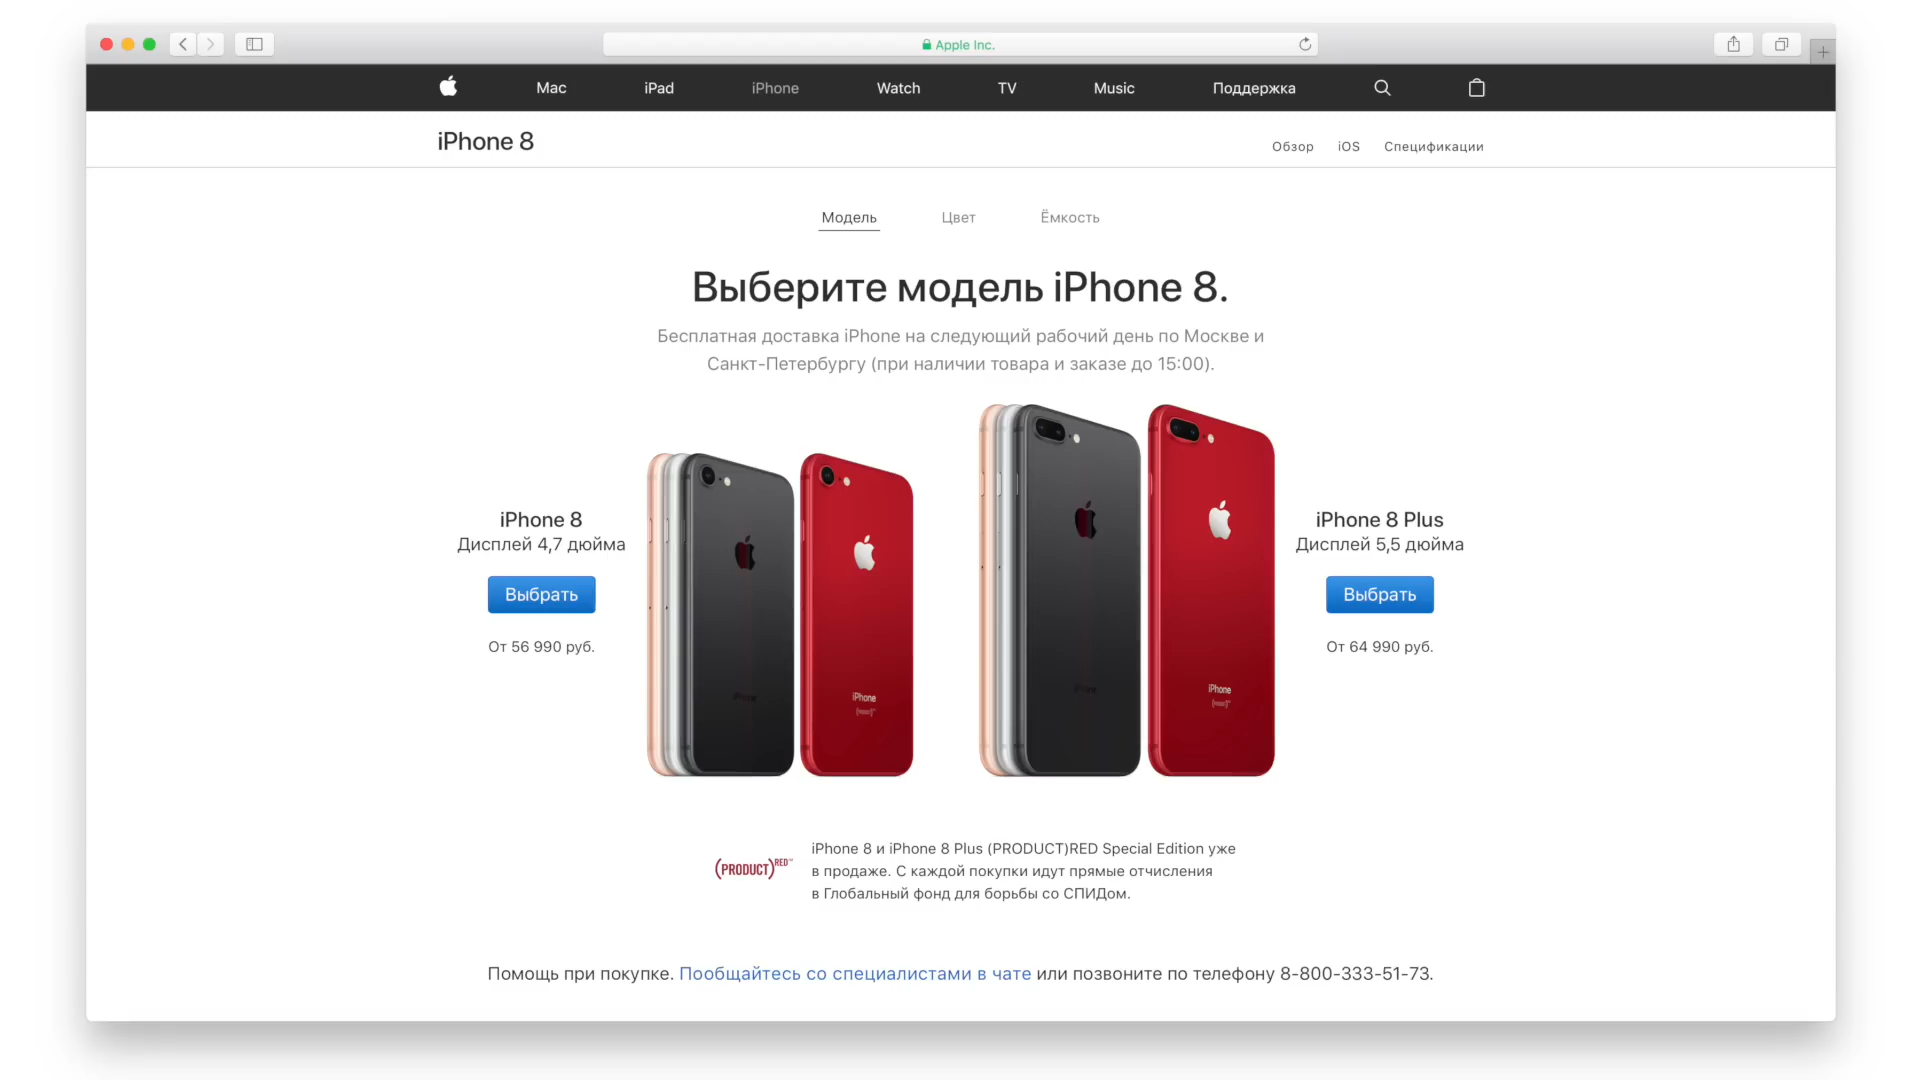 Apple Inc.
Mac iPad iPhone Watch TV Music Поддержка
iPhone 8
Обзор iOS Спецификации
Модель Цвет Ёмкость
Выберите модель iPhone 8.
Бесплатная доставка iPhone на следующий рабочий день по Москве и
Санкт-Петербургу (при наличии товара и заказе до 15:00).
iPhone 8
Дисплей 4,7 дюйма
Выбрать
От 56 990 руб.
iPhone
iPhone
iPhone
iPhone
iPhone 8 Plus
Дисплей 5,5 дюйма
Выбрать
От 64 990 руб.
(PRODUCT)RED™
iPhone 8 и iPhone 8 Plus (PRODUCT)RED Special Edition уже
в продаже. С каждой покупки идут прямые отчисления
в Глобальный фонд для борьбы со СПИДом.
Помощь при покупке. Пообщайтесь со специалистами в чате или позвоните по телефону 8-800-333-51-73.